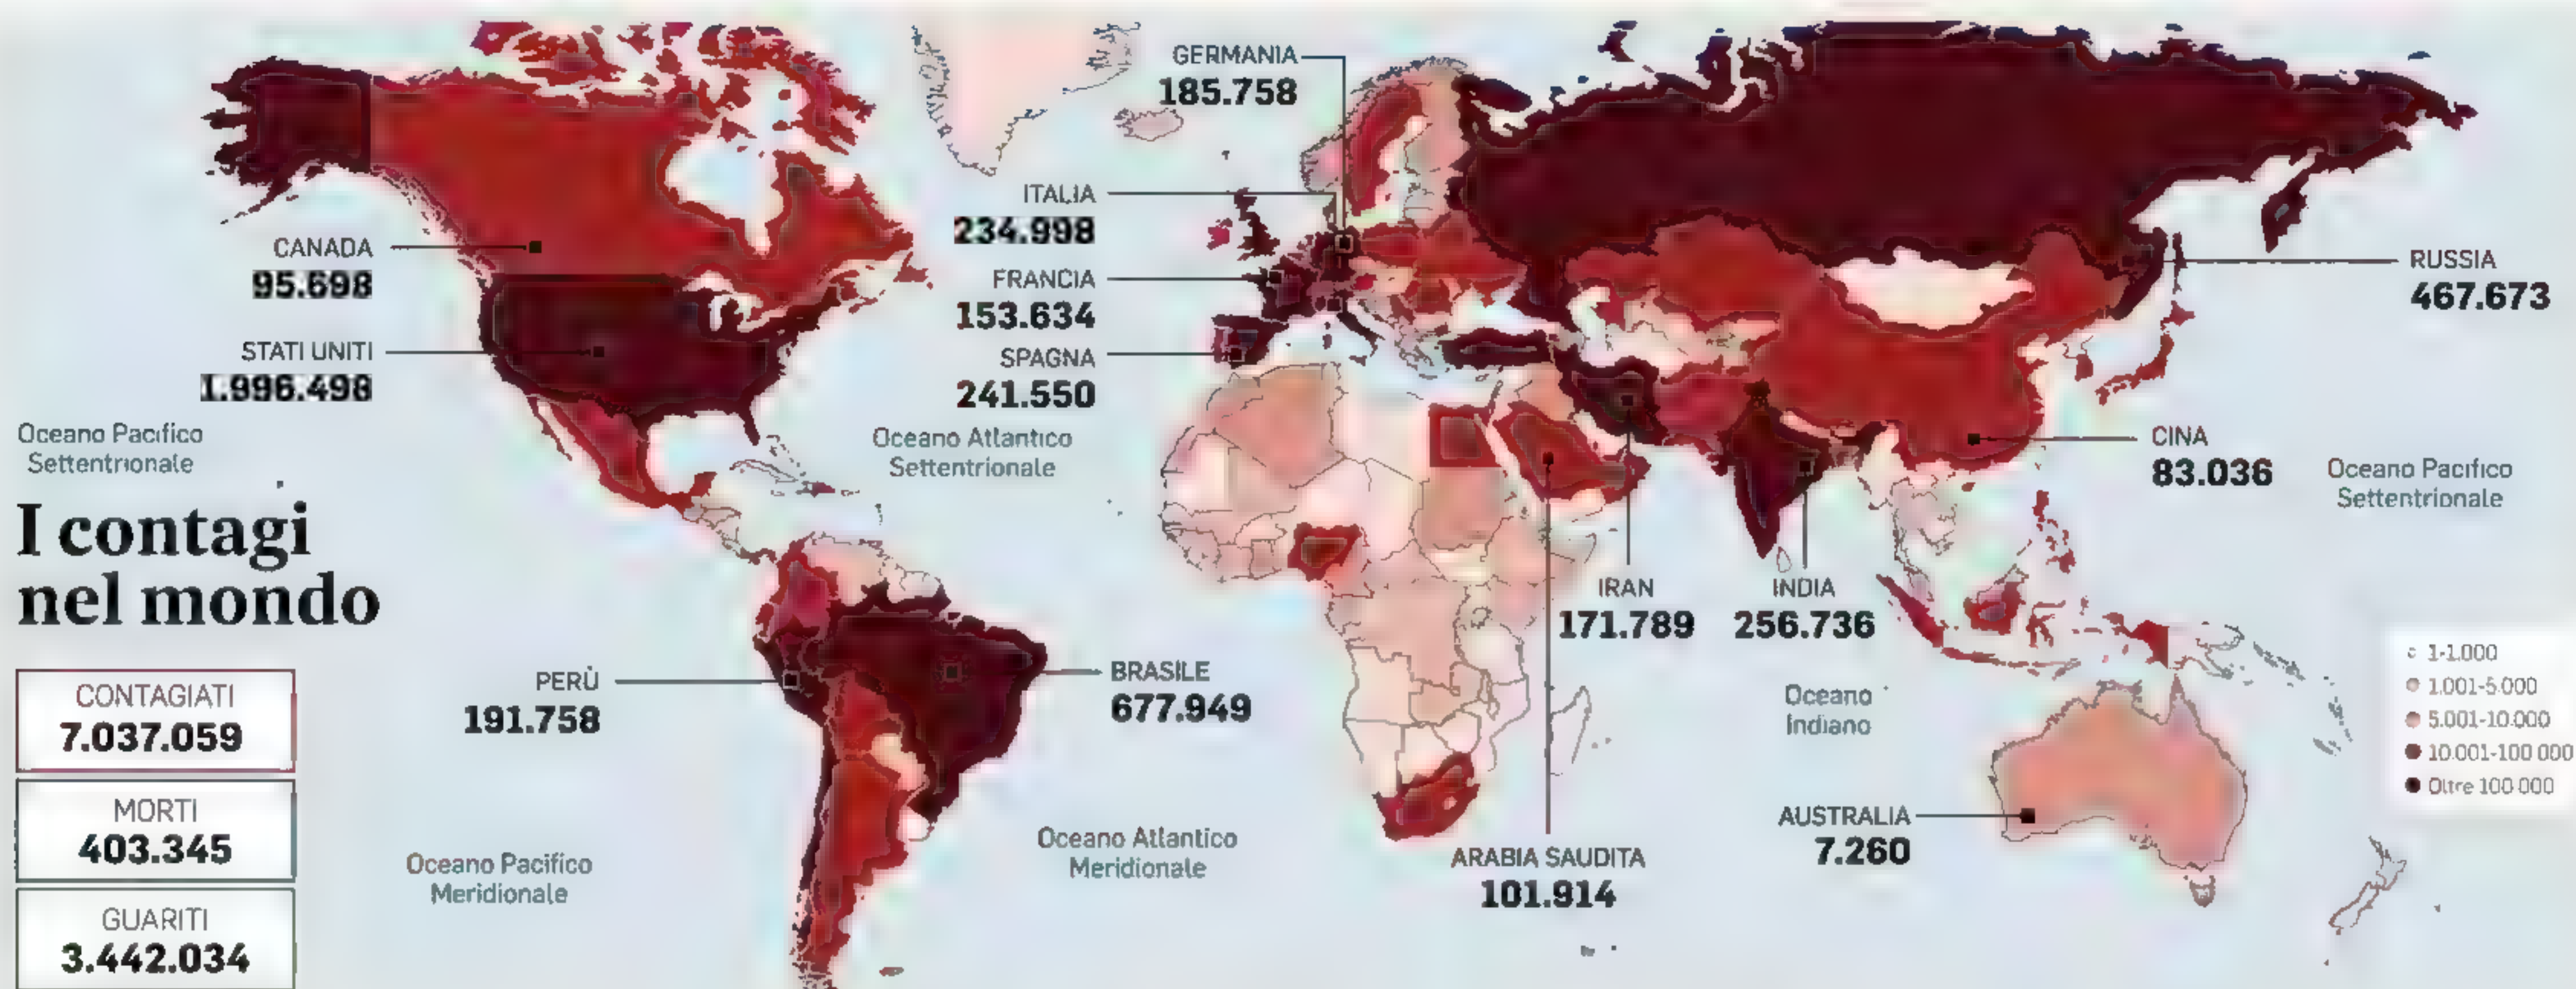 I contagi
nel mondo
CONTAGIATI
7.037.059
MORTI
403.345
GUARITI
3.442.034
CANADA
95.698
STATI UNITI
1.996.498
Oceano Pacifico
Settentrionale
PERÙ
191.758
BRASILE
677.949
Oceano Pacifico
Meridionale
Oceano Atlantico
Settentrionale
Oceano Atlantico
Meridionale
GERMANIA
185.758
ITALIA
234.998
FRANCIA
153.634
SPAGNA
241.550
RUSSIA
467.673
CINA
83.036
Oceano Pacifico
Settentrionale
IRAN
171.789
INDIA
256.736
ARABIA SAUDITA
101.914
Oceano
Indiano
AUSTRALIA
7.260
1-1.000
1.001-5.000
5.001-10.000
10.001-100 000
Oltre 100 000